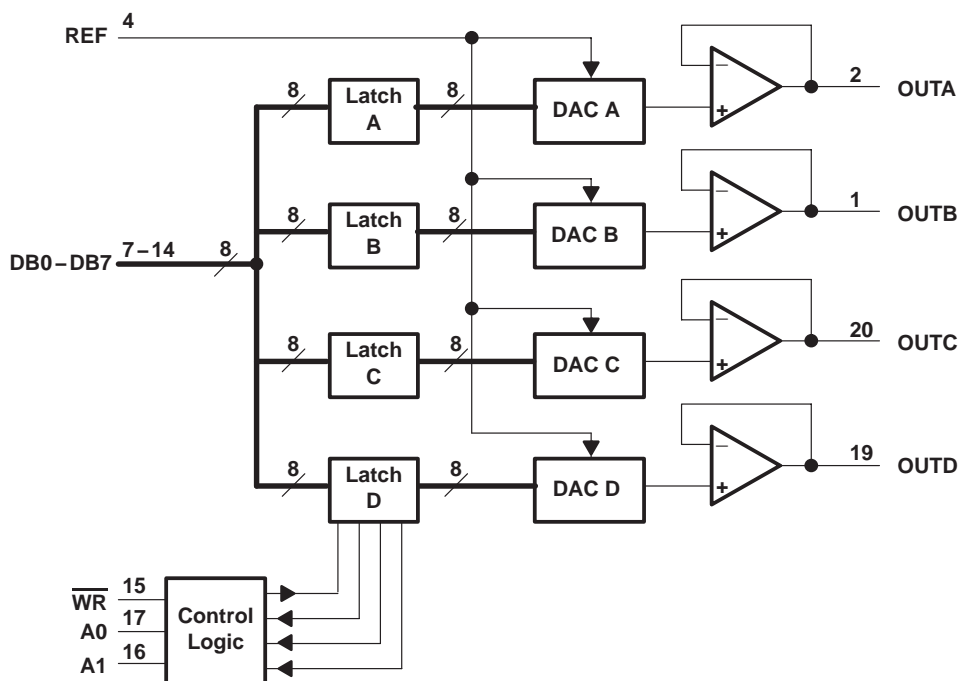 REF 4
8 Latch A 8 DAC A − + 2 OUTA
8 Latch B 8 DAC B − + 1 OUTB
DB0–DB7 7–14 8
8 Latch C 8 DAC C − + 20 OUTC
8 Latch D 8 DAC D − + 19 OUTD
WR 15
A0 17
A1 16
Control
Logic